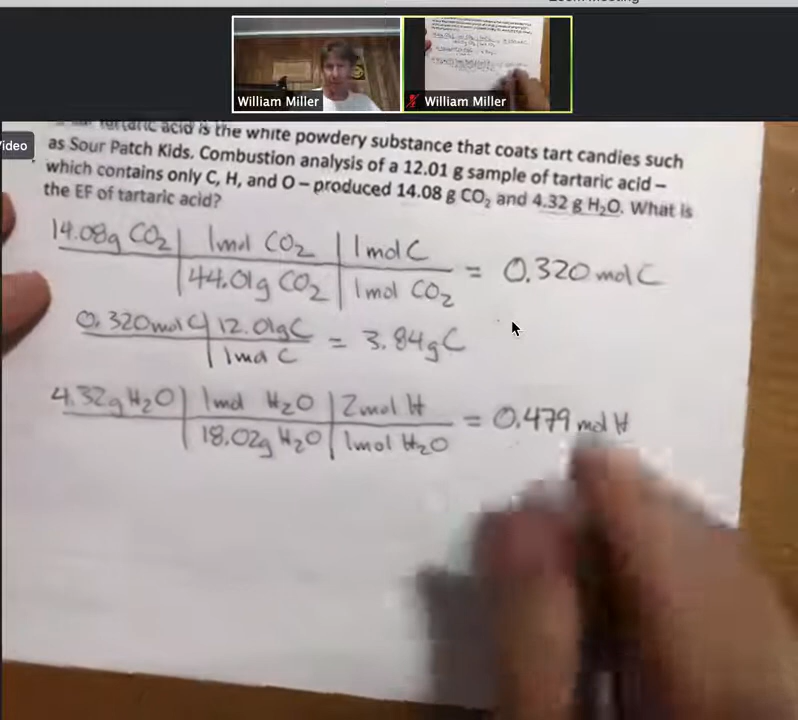 Zoom Meeting
William Miller
William Miller
Video
tartaric acid is the white powdery substance that coats tart candies such
as Sour Patch Kids. Combustion analysis of a 12.01 g sample of tartaric acid –
which contains only C, H, and O – produced 14.08 g CO₂ and 4.32 g H₂O. What is
the EF of tartaric acid?
14.08g CO₂ | 1mol CO₂ | 1mol C
44.01g CO₂ | 1mol CO₂ = 0.320 mol C
0.320mol C | 12.01gC
1mol C = 3.84gC
4.32g H₂O | 1mol H₂O | 2mol H
18.02g H₂O | 1mol H₂O = 0.479 mol H